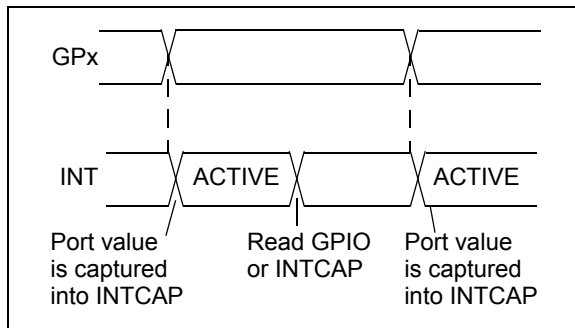 GPx
INT
ACTIVE
ACTIVE
Port value
is captured
into INTCAP
Read GPIO
or INTCAP
Port value
is captured
into INTCAP